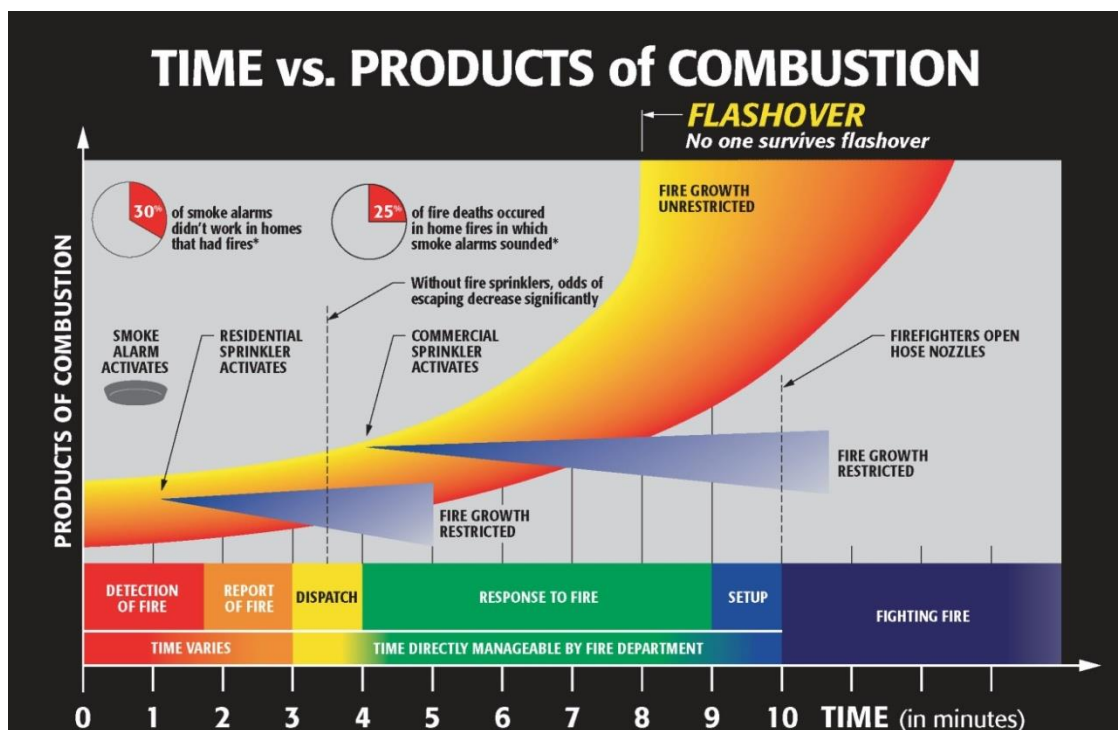 TIME vs. PRODUCTS of COMBUSTION
FLASHOVER
No one survives flashover
PRODUCTS OF COMBUSTION
30%
of smoke alarms
didn't work in homes
that had fires*
25%
of fire deaths occured
in home fires in which
smoke alarms sounded*
FIRE GROWTH
UNRESTRICTED
Without fire sprinklers, odds of
escaping decrease significantly
SMOKE
ALARM
ACTIVATES
RESIDENTIAL
SPRINKLER
ACTIVATES
COMMERCIAL
SPRINKLER
ACTIVATES
FIREFIGHTERS OPEN
HOSE NOZZLES
FIRE GROWTH
RESTRICTED
FIRE GROWTH
RESTRICTED
DETECTION
OF FIRE
REPORT
OF FIRE
DISPATCH
RESPONSE TO FIRE
SETUP
FIGHTING FIRE
TIME VARIES
TIME DIRECTLY MANAGEABLE BY FIRE DEPARTMENT
0 1 2 3 4 5 6 7 8 9 10 TIME (in minutes)